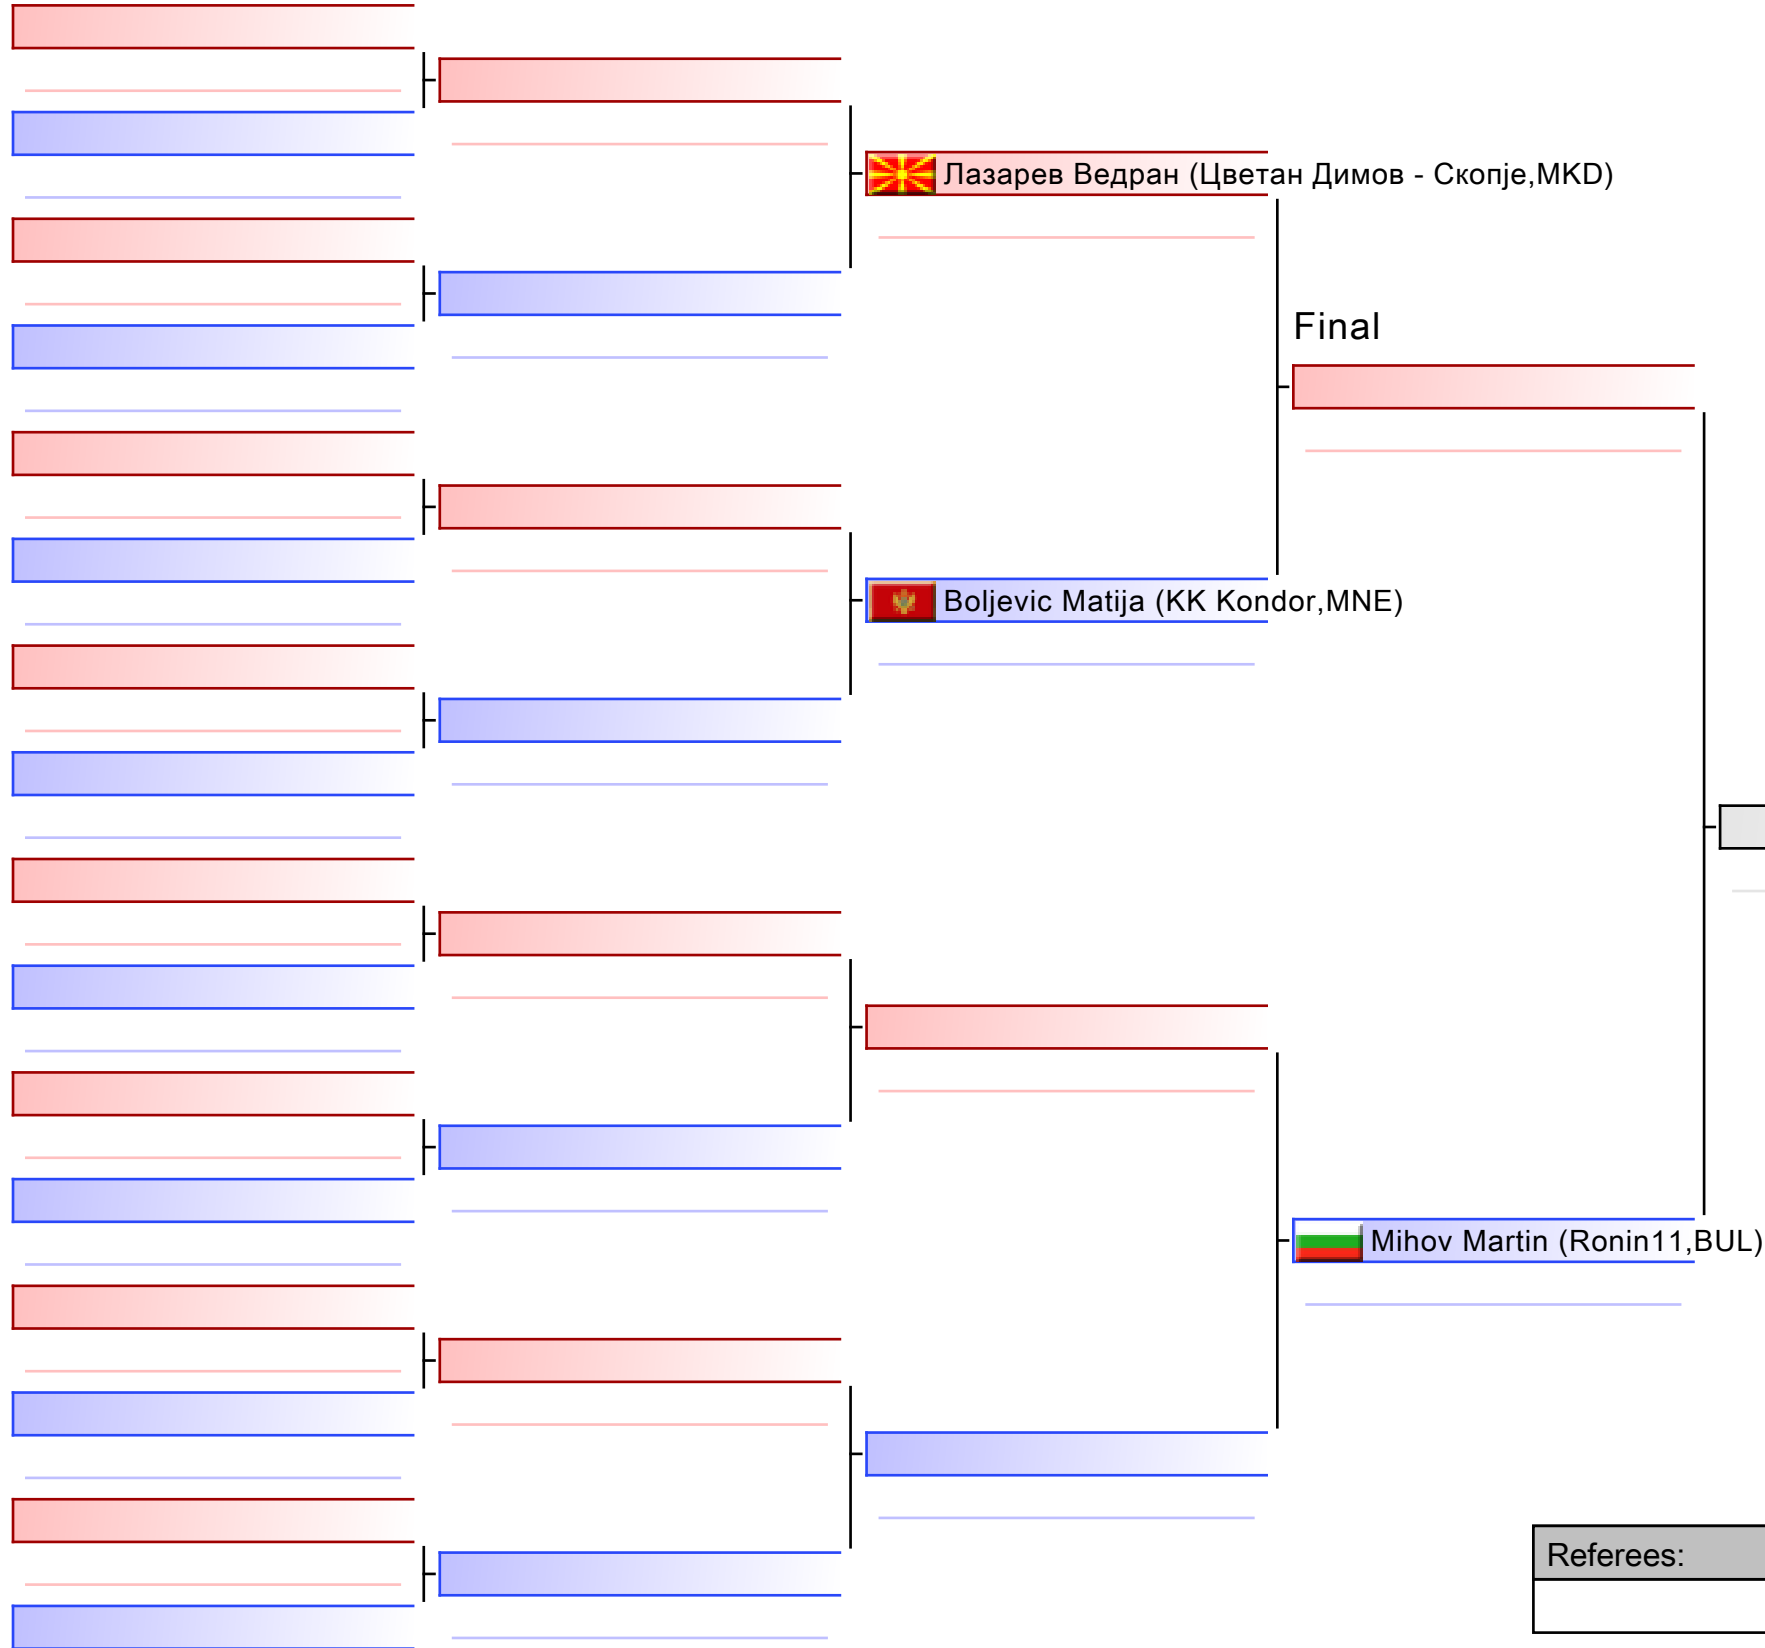 Лазарев Ведран (Цветан Димов - Скопје,MKD)
Final
Boljevic Matija (KK Kondor,MNE)
Mihov Martin (Ronin11,BUL)
Referees: